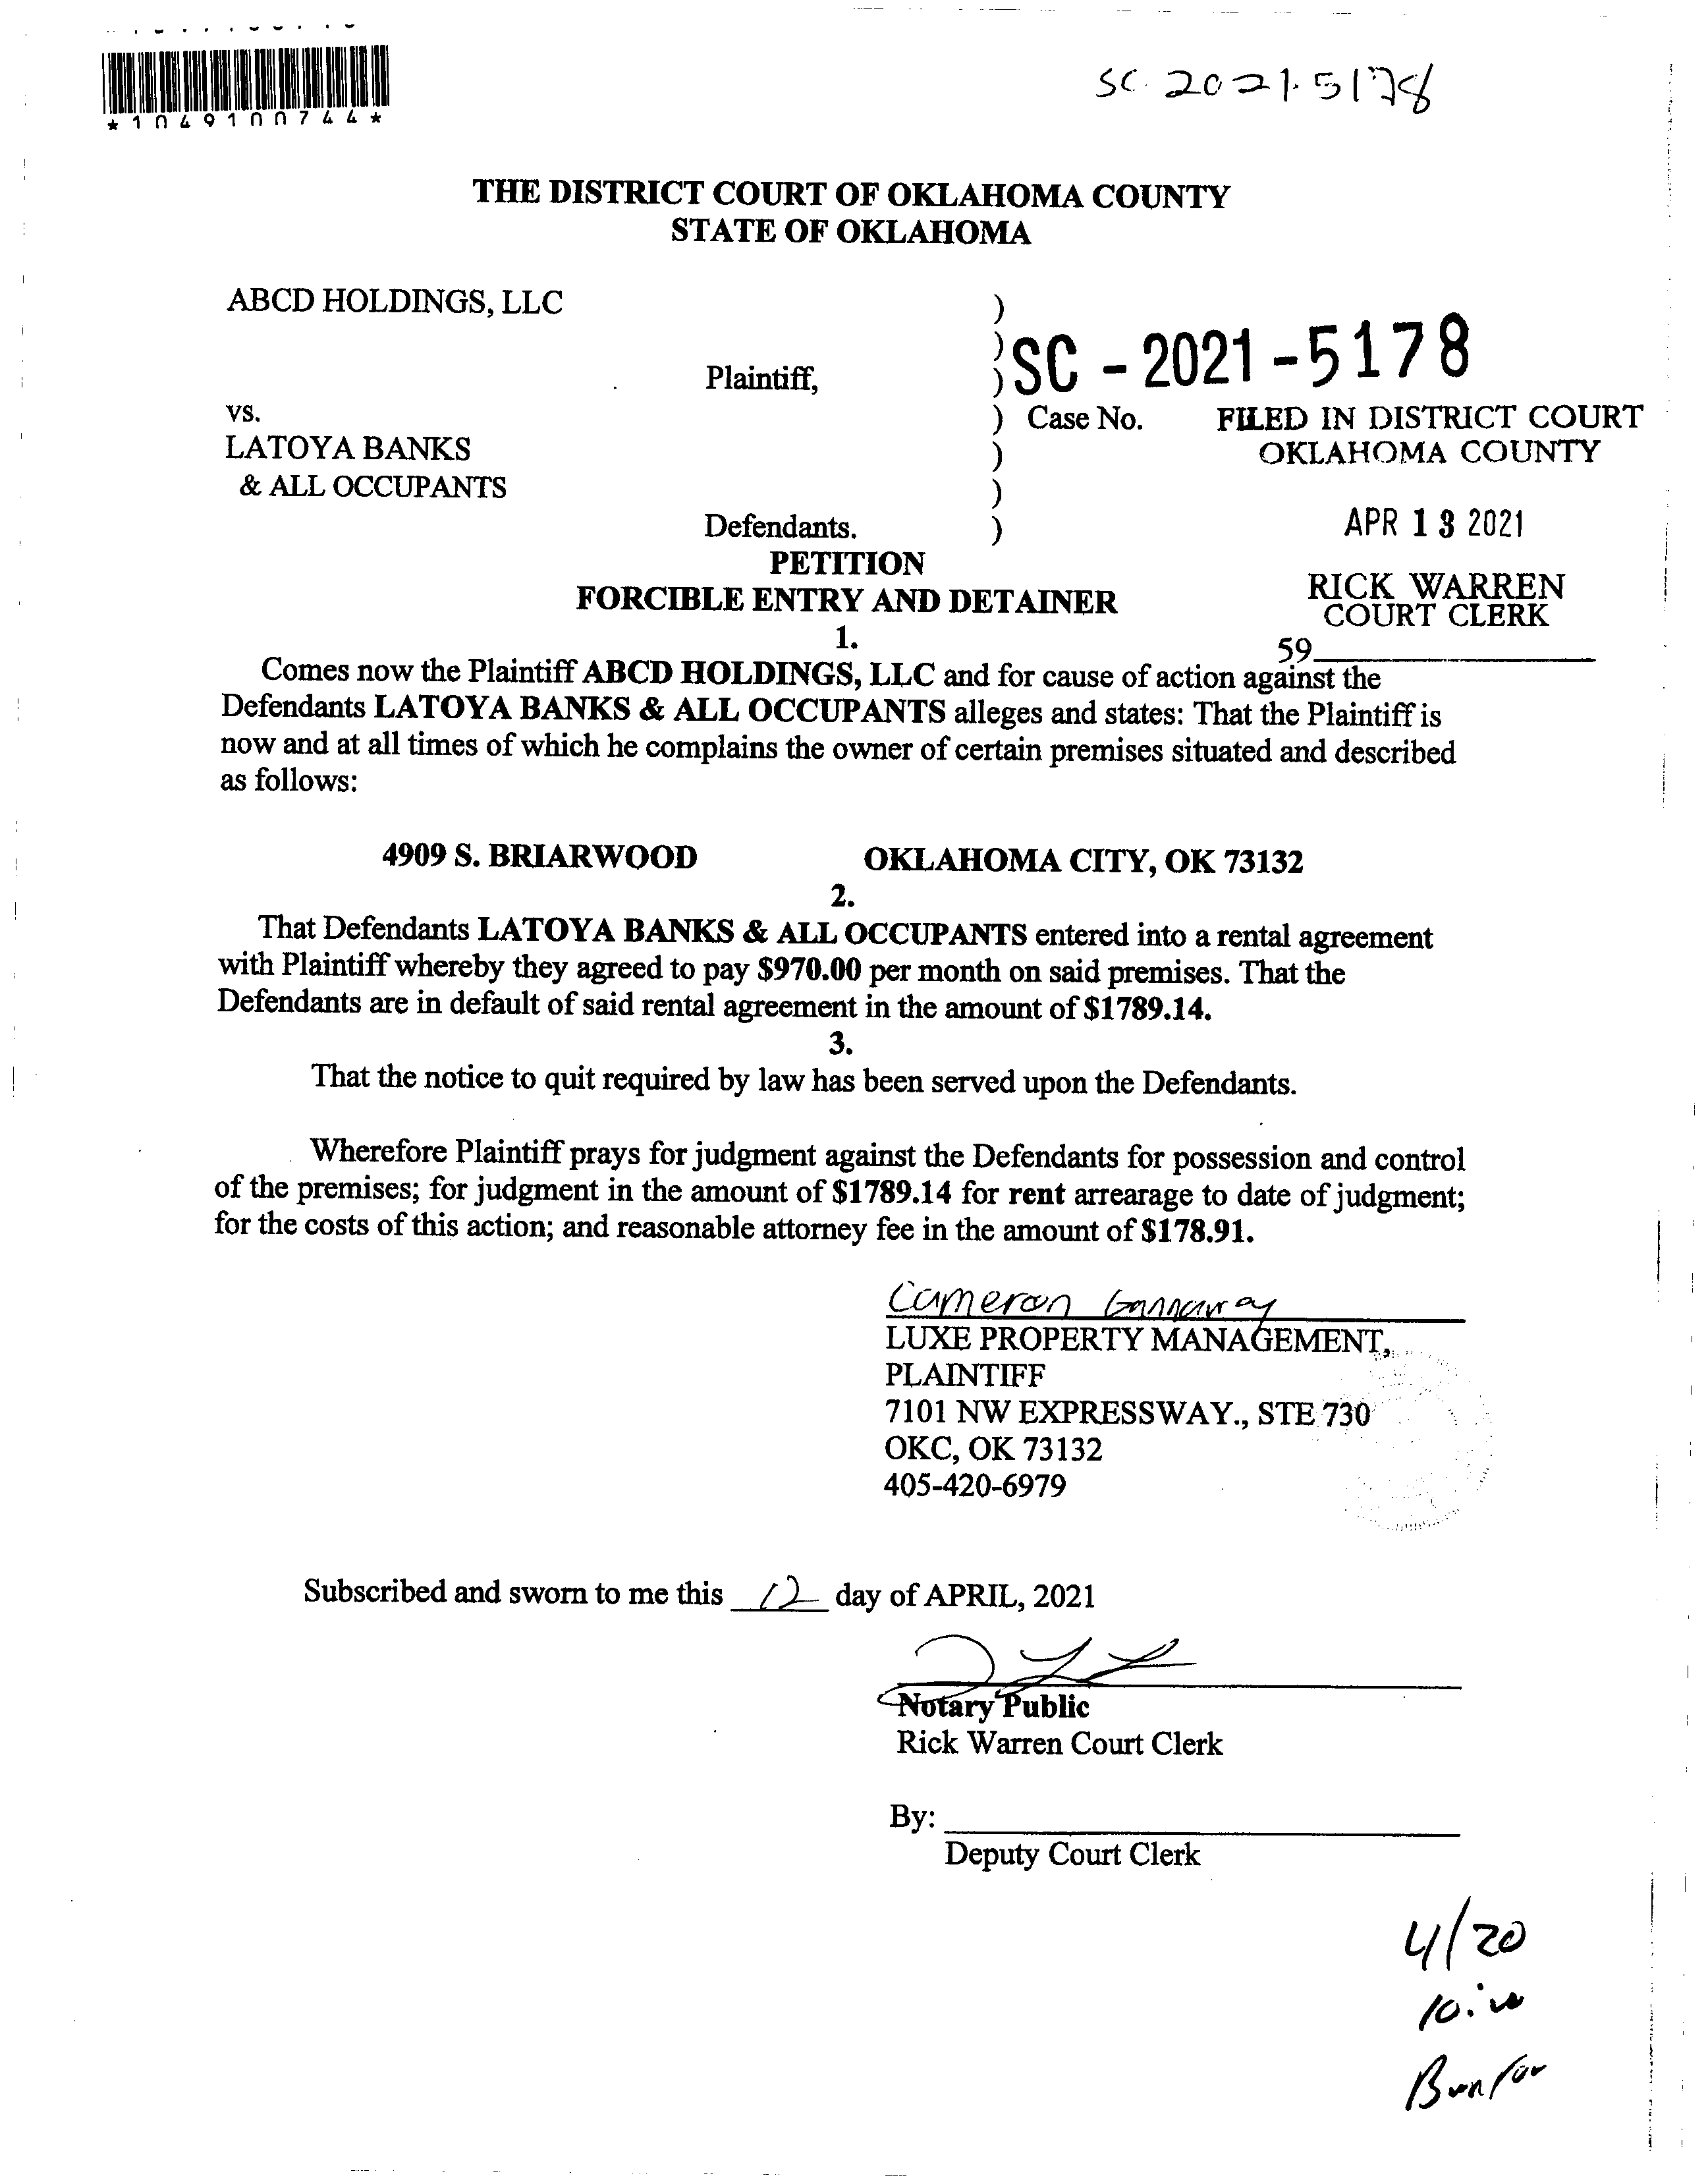 *1049100744*
SC 2021-5178
THE DISTRICT COURT OF OKLAHOMA COUNTY
STATE OF OKLAHOMA
ABCD HOLDINGS, LLC )
)
SC - 2021 - 5178
Plaintiff, )
vs. ) Case No.
FILED IN DISTRICT COURT
LATOYA BANKS )
OKLAHOMA COUNTY
& ALL OCCUPANTS )
Defendants. )
APR 13 2021
PETITION
FORCIBLE ENTRY AND DETAINER
RICK WARREN
COURT CLERK
1.
59
Comes now the Plaintiff ABCD HOLDINGS, LLC and for cause of action against the
Defendants LATOYA BANKS & ALL OCCUPANTS alleges and states: That the Plaintiff is
now and at all times of which he complains the owner of certain premises situated and described
as follows:
4909 S. BRIARWOOD OKLAHOMA CITY, OK 73132
2.
That Defendants LATOYA BANKS & ALL OCCUPANTS entered into a rental agreement
with Plaintiff whereby they agreed to pay $970.00 per month on said premises. That the
Defendants are in default of said rental agreement in the amount of $1789.14.
3.
That the notice to quit required by law has been served upon the Defendants.
Wherefore Plaintiff prays for judgment against the Defendants for possession and control
of the premises; for judgment in the amount of $1789.14 for rent arrearage to date of judgment;
for the costs of this action; and reasonable attorney fee in the amount of $178.91.
Cameron
LUXE PROPERTY MANAGEMENT,
PLAINTIFF
7101 NW EXPRESSWAY., STE 730
OKC, OK 73132
405-420-6979
Subscribed and sworn to me this 12 day of APRIL, 2021
Notary Public
Rick Warren Court Clerk
By:
Deputy Court Clerk
4/20